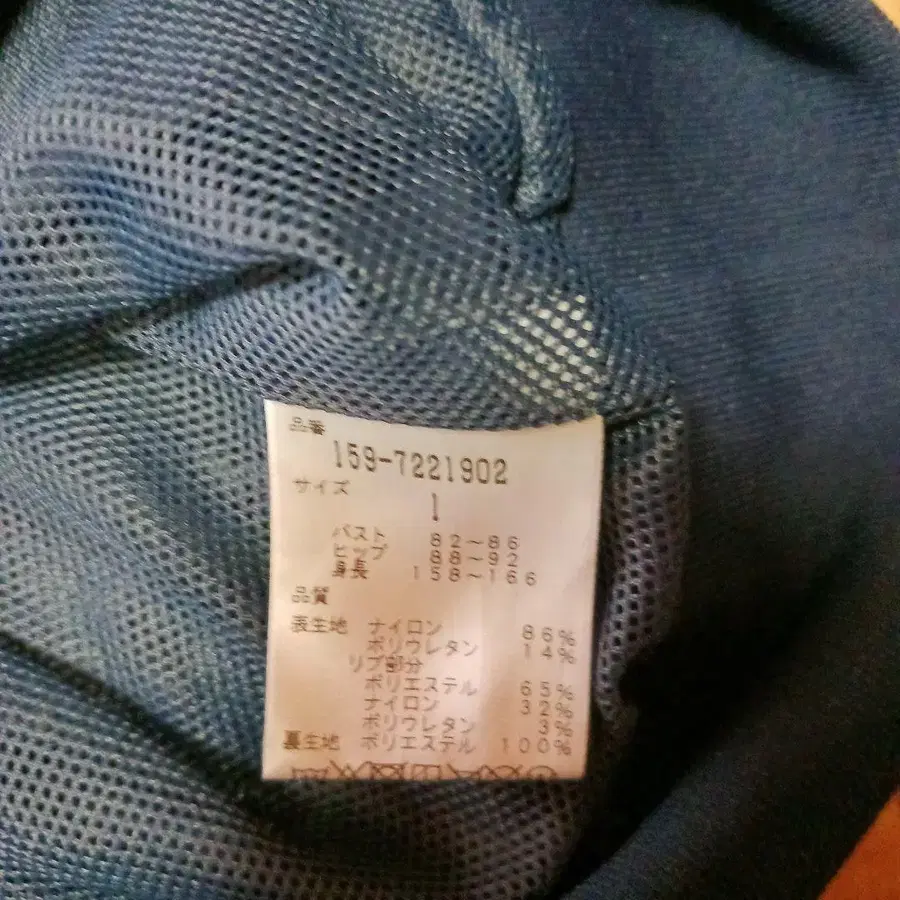 品番
159-7221902
サイズ
1
バスト 82～86
ヒップ 88～92
身長 158～166
品質
表生地 ナイロン 86%
ポリウレタン 14%
リブ部分
ポリエステル 65%
ナイロン 32%
ポリウレタン 3%
裏生地 ポリエステル 100%